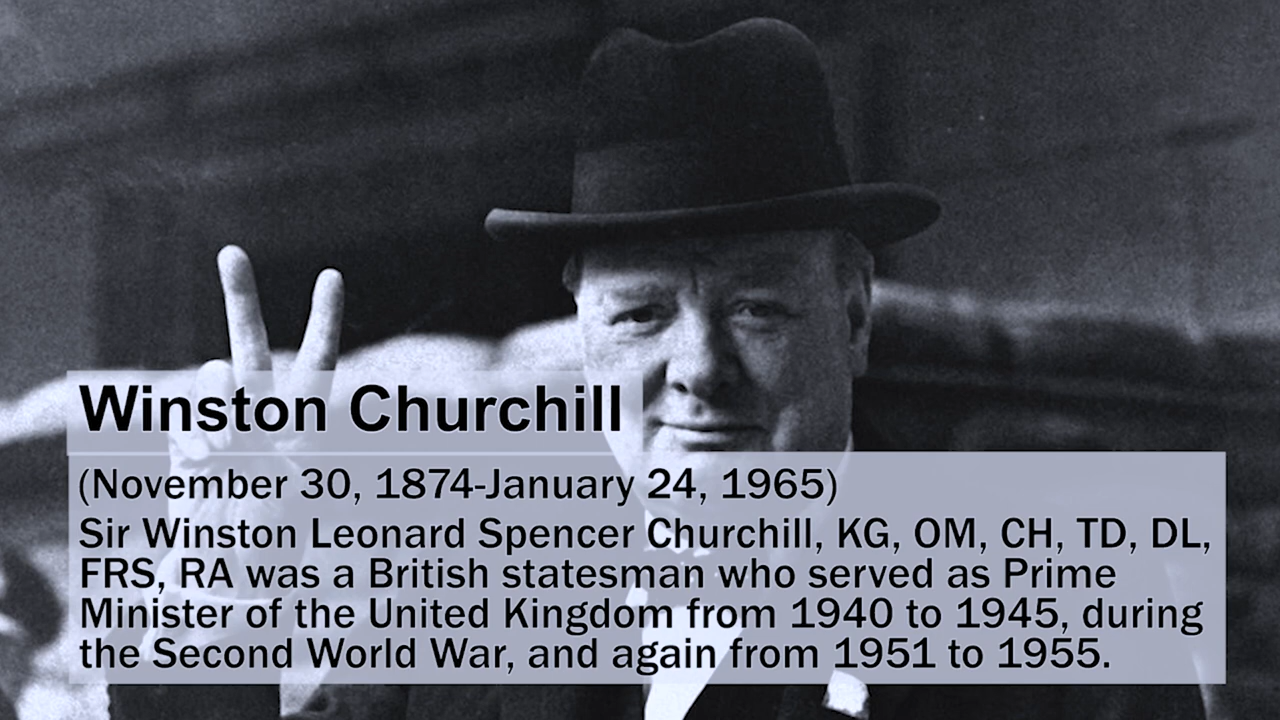 Winston Churchill
(November 30, 1874-January 24, 1965)
Sir Winston Leonard Spencer Churchill, KG, OM, CH, TD, DL,
FRS, RA was a British statesman who served as Prime
Minister of the United Kingdom from 1940 to 1945, during
the Second World War, and again from 1951 to 1955.